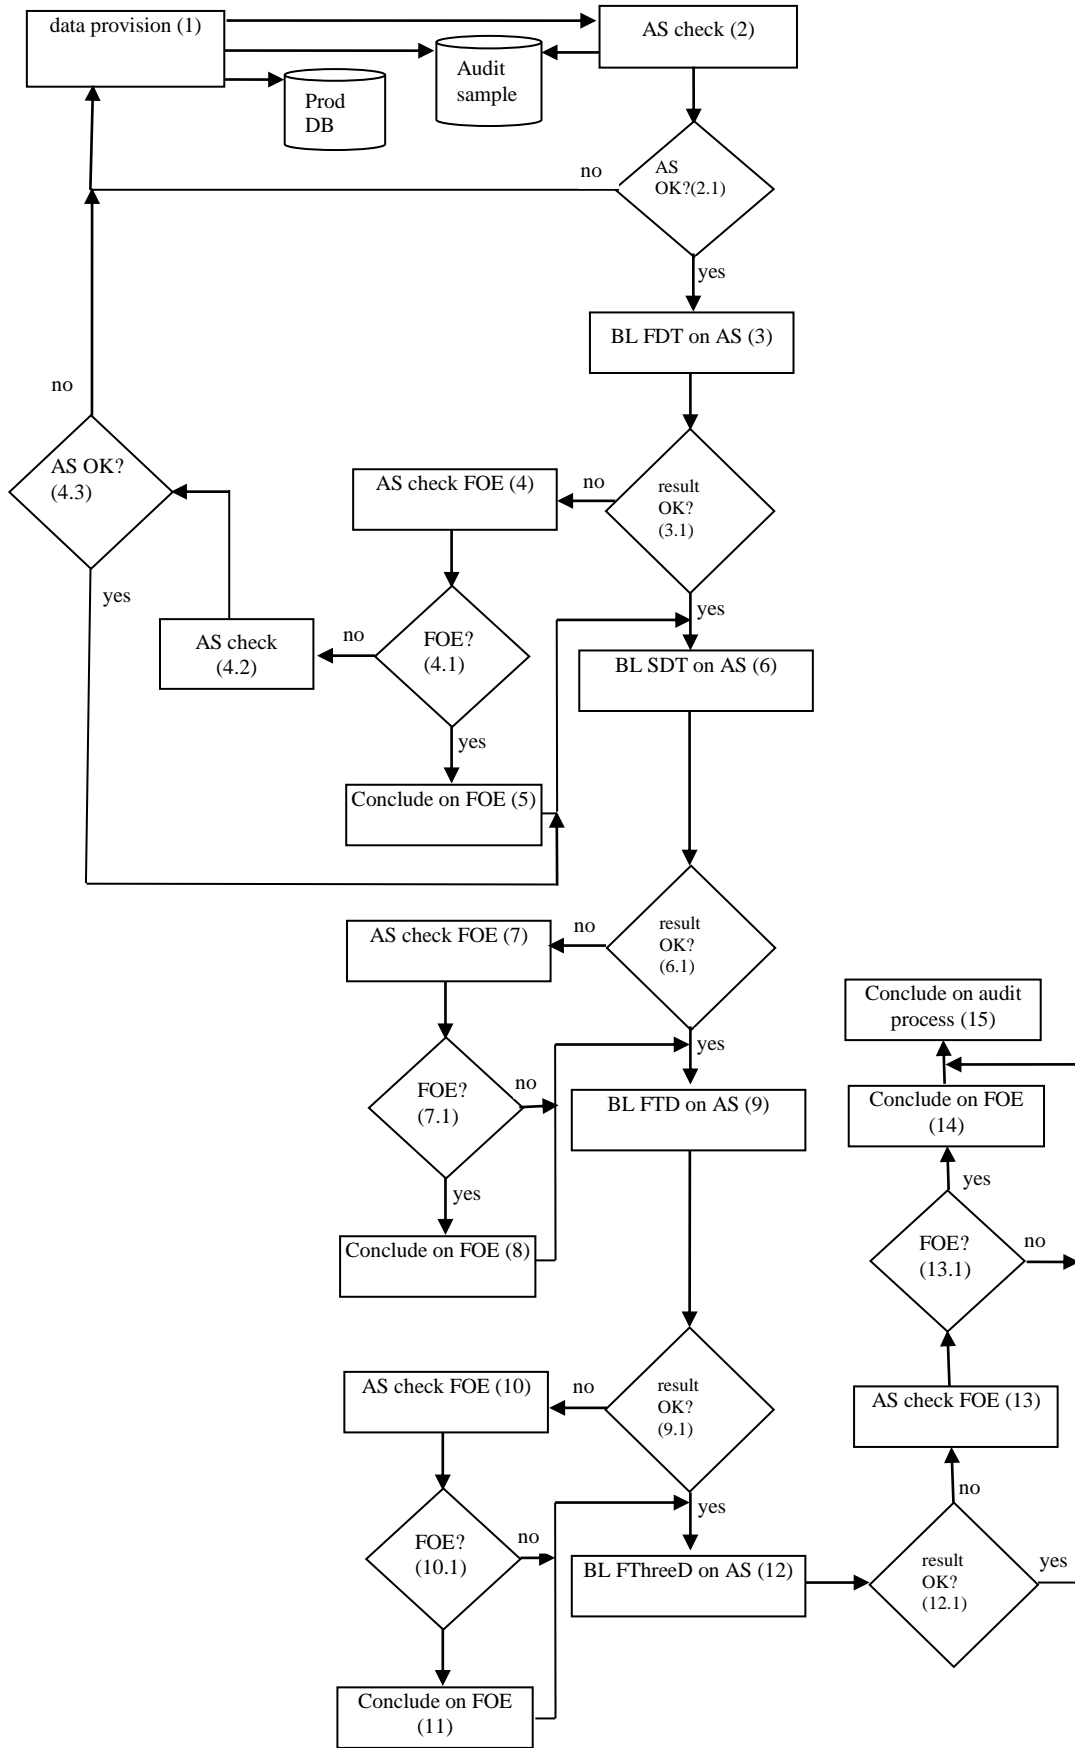 data provision (1)
AS check (2)
Audit
sample
Prod
DB
no
AS
OK?(2.1)
yes
BL FDT on AS (3)
no
AS OK?
(4.3)
AS check FOE (4)
no
result
OK?
(3.1)
yes
yes
AS check
(4.2)
no
FOE?
(4.1)
BL SDT on AS (6)
yes
Conclude on FOE (5)
AS check FOE (7)
no
result
OK?
(6.1)
yes
Conclude on audit
process (15)
FOE?
(7.1)
no
BL FTD on AS (9)
Conclude on FOE
(14)
yes
yes
Conclude on FOE (8)
FOE?
(13.1)
no
AS check FOE (10)
no
result
OK?
(9.1)
AS check FOE (13)
yes
no
FOE?
(10.1)
no
BL FThreeD on AS (12)
result
OK?
(12.1)
yes
Conclude on FOE
(11)